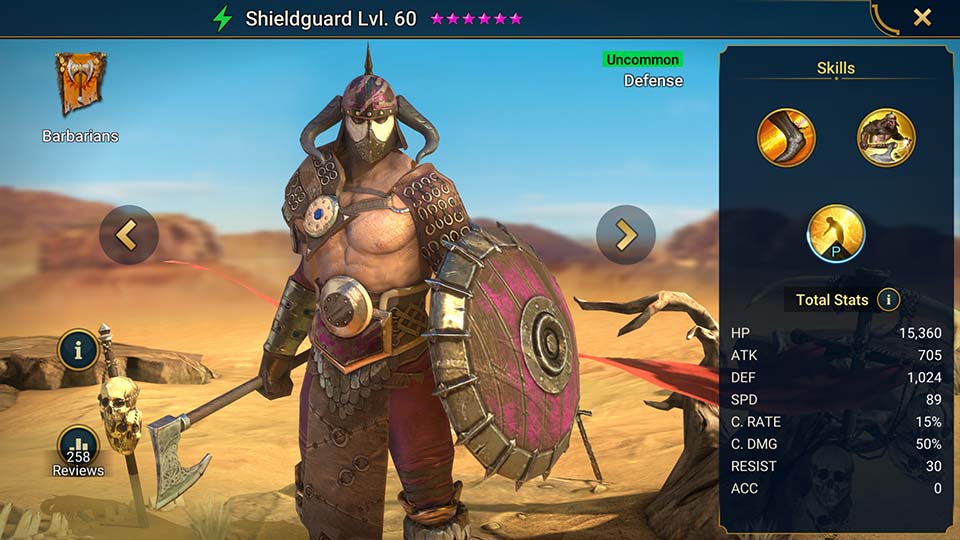 Shieldguard Lvl. 60
Barbarians
Uncommon
Defense
258
Reviews
Skills
P
Total Stats i
HP 15,360
ATK 705
DEF 1,024
SPD 89
C. RATE 15%
C. DMG 50%
RESIST 30
ACC 0
i